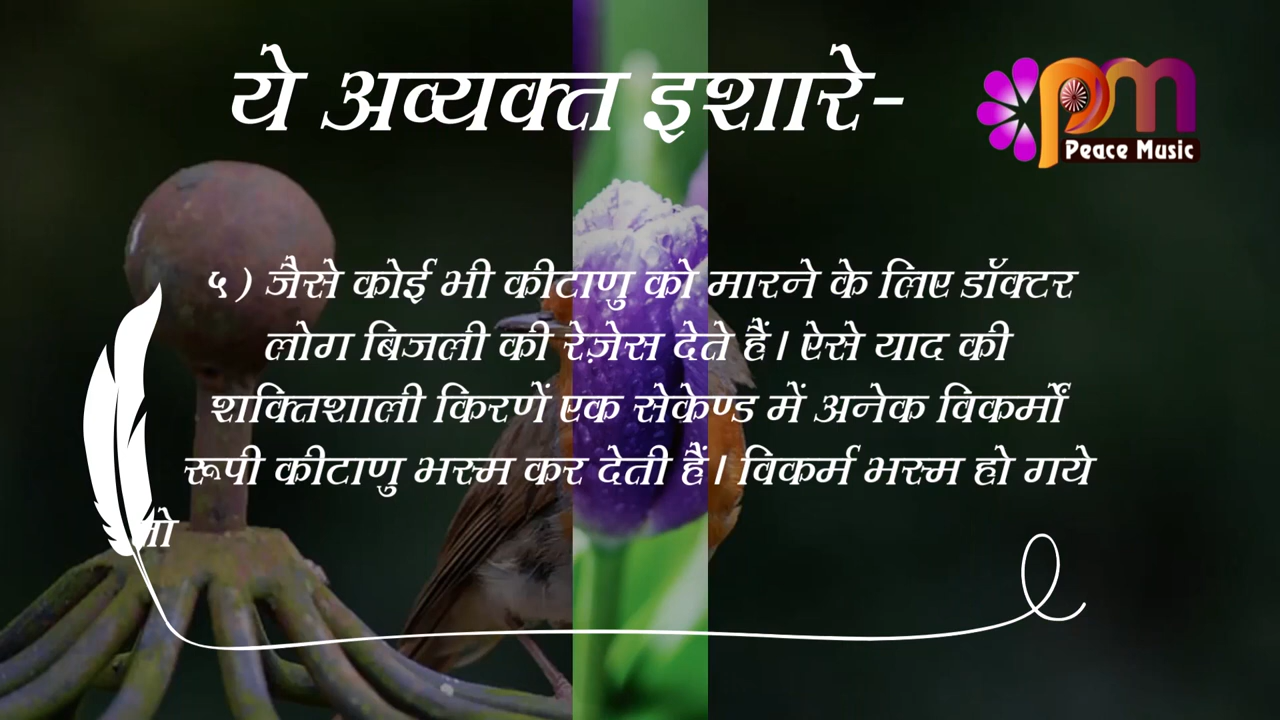 ये अव्यक्त इशारे-
pm
Peace Music
५) जैसे कोई भी कीटाणु को मारने के लिए डॉक्टर
लोग बिजली की रेज़ेस देते हैं। ऐसे याद की
शक्तिशाली किरणें एक सेकेण्ड में अनेक विकर्मों
रूपी कीटाणु भस्म कर देती हैं। विकर्म भस्म हो गये